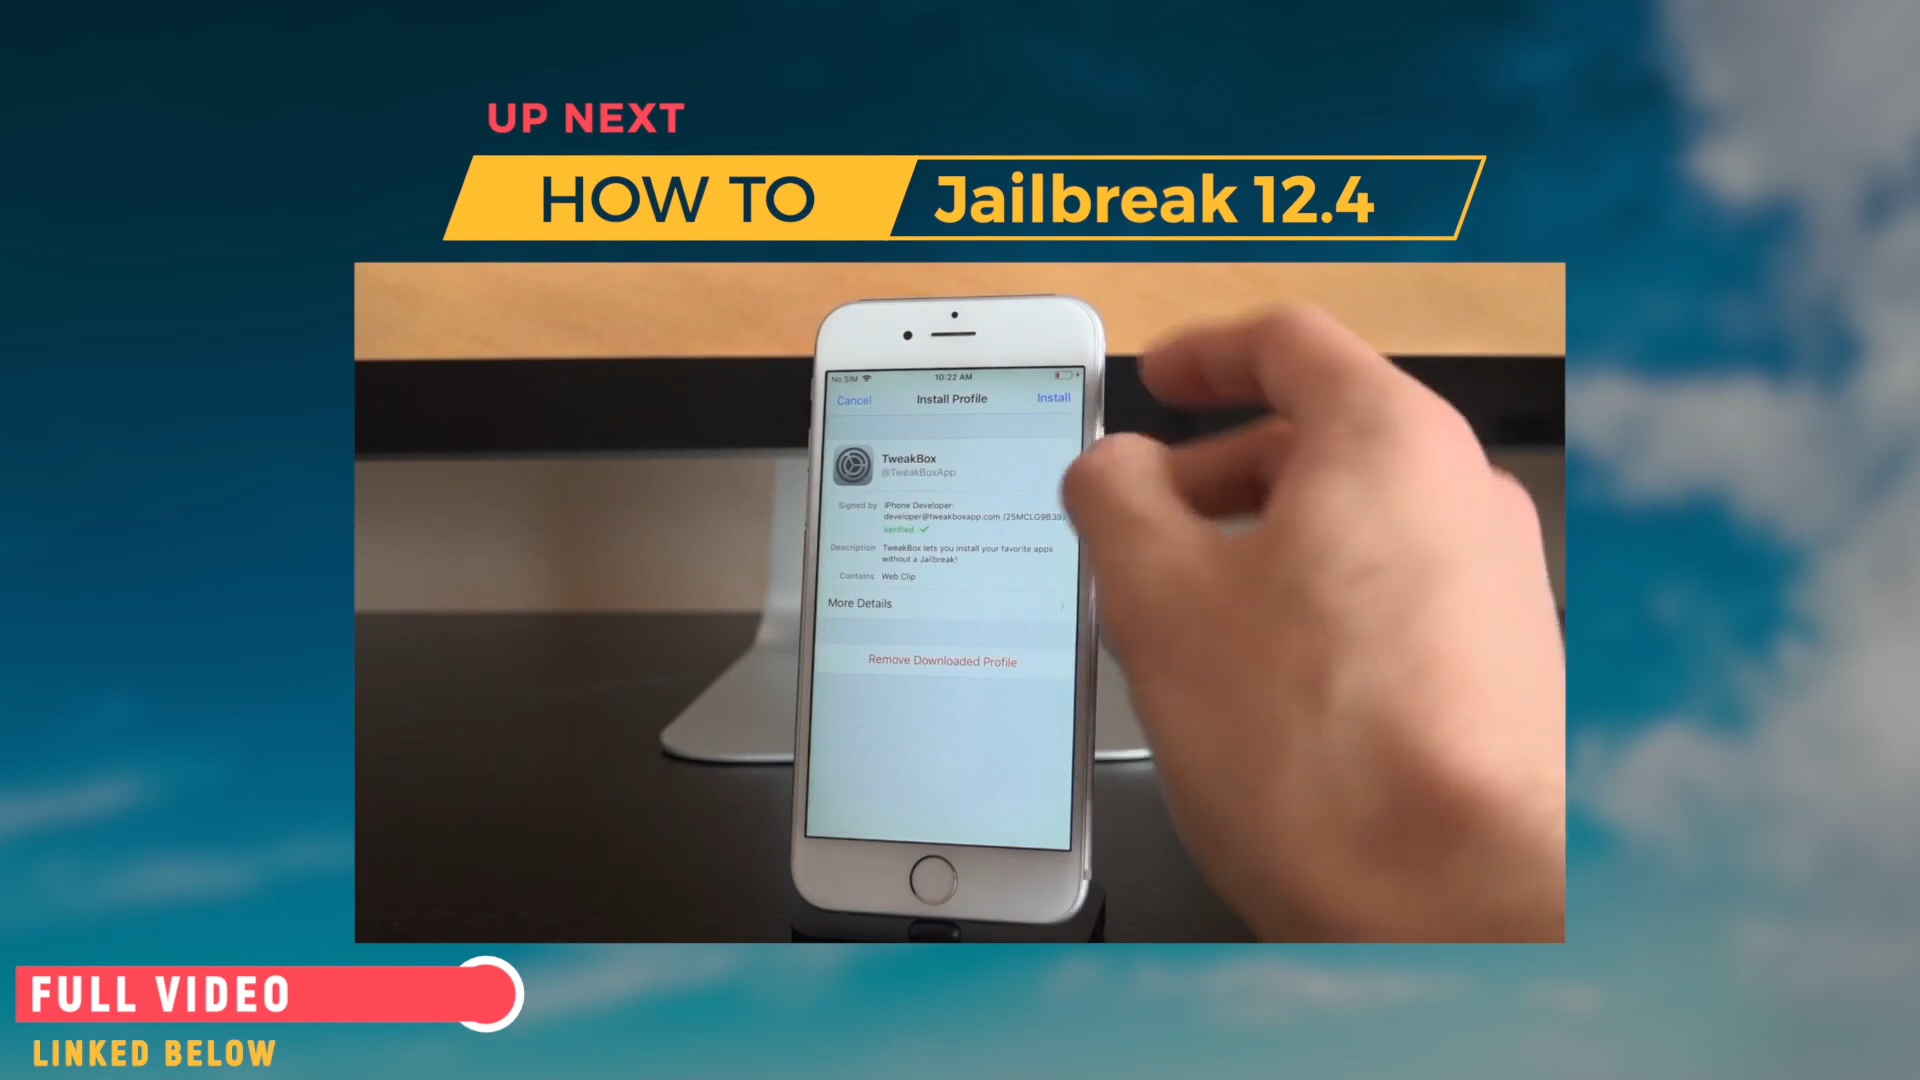 UP NEXT
HOW TO Jailbreak 12.4
No SIM 10:22 AM
Cancel Install Profile Install
TweakBox
@TweakBoxApp
Signed by iPhone Developer:
developer@tweakboxapp.com (25MCLG9B39)
Verified
Description TweakBox lets you install your favorite apps
without a Jailbreak!
Contains Web Clip
More Details
Remove Downloaded Profile
FULL VIDEO
LINKED BELOW